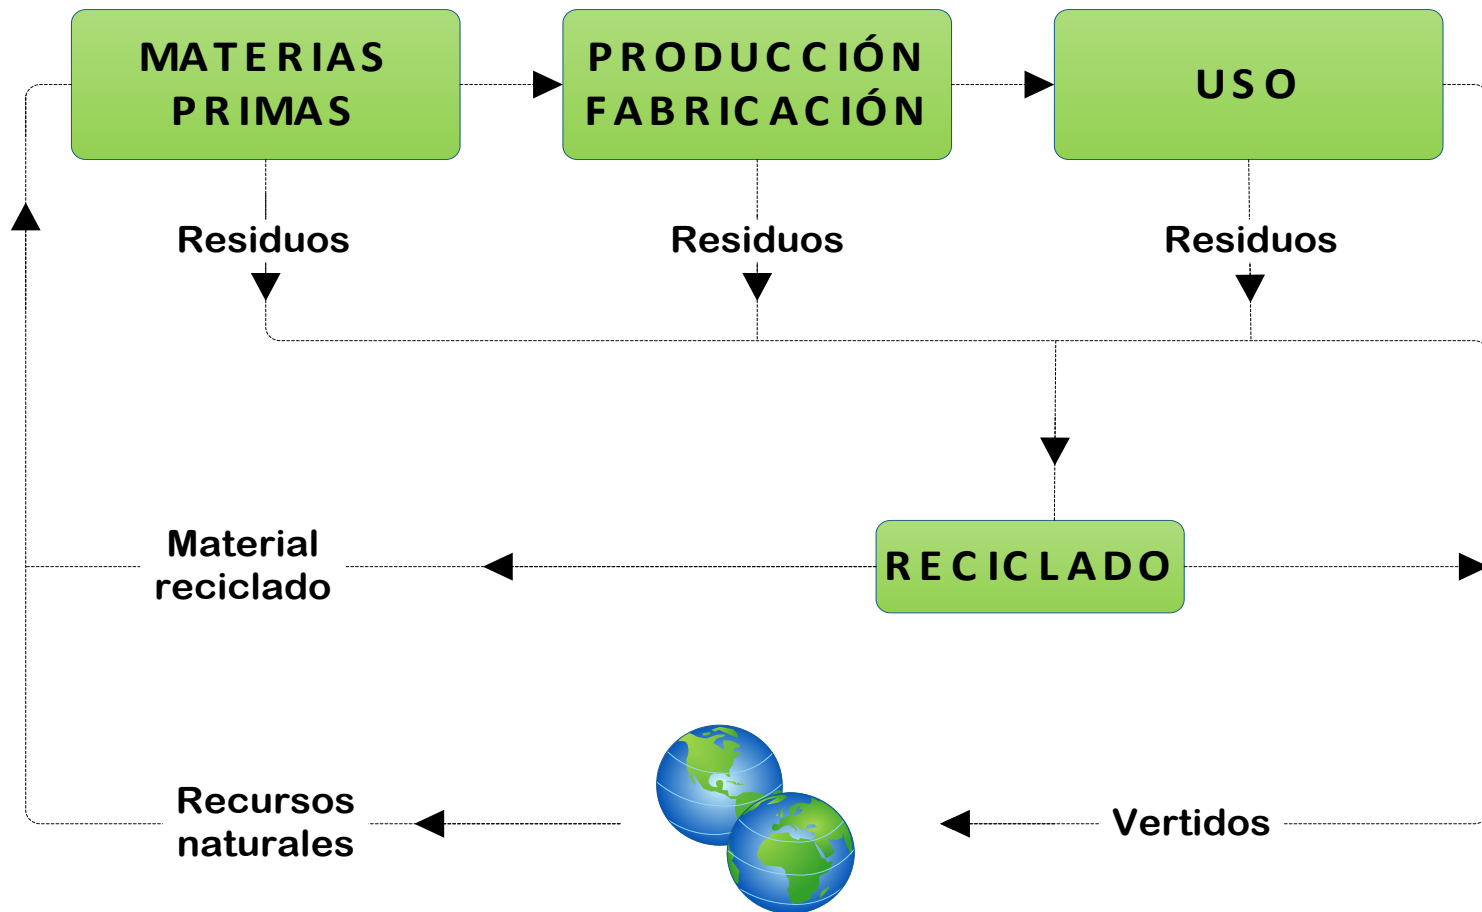 MATERIAS
PRIMAS
PRODUCCIÓN
FABRICACIÓN
USO
Residuos
Residuos
Residuos
Material
reciclado
RECICLADO
Recursos
naturales
Vertidos